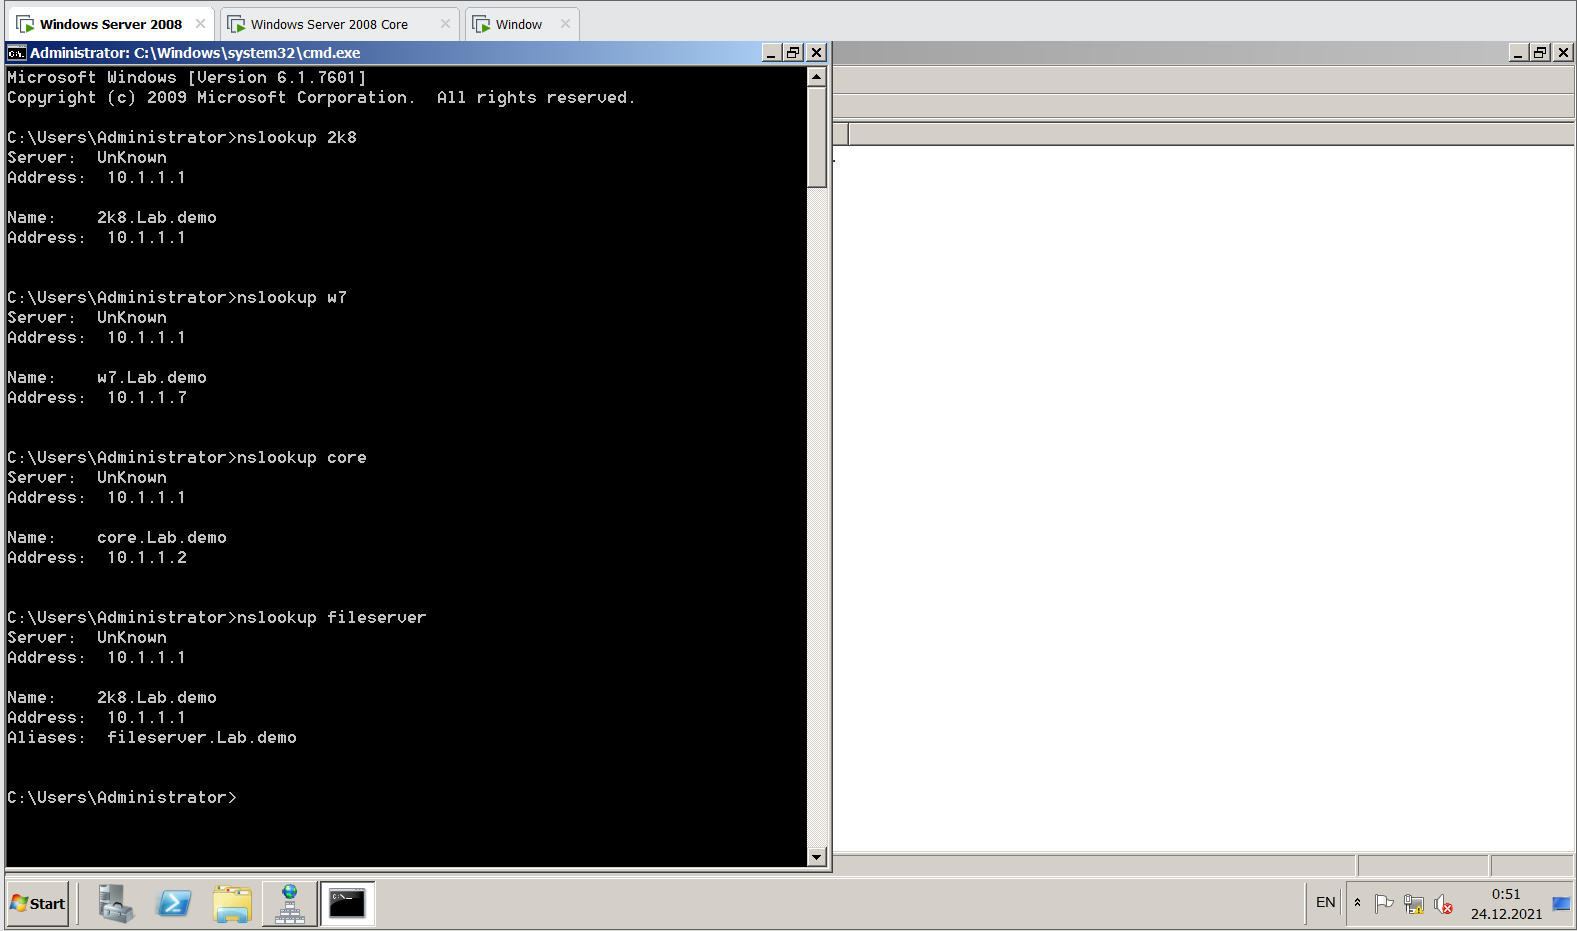 Windows Server 2008
Windows Server 2008 Core
Window
Administrator: C:\Windows\system32\cmd.exe
Microsoft Windows [Version 6.1.7601]
Copyright (c) 2009 Microsoft Corporation.  All rights reserved.
C:\Users\Administrator>nslookup 2k8
Server:  UnKnown
Address:  10.1.1.1
Name:    2k8.Lab.demo
Address:  10.1.1.1
C:\Users\Administrator>nslookup w7
Server:  UnKnown
Address:  10.1.1.1
Name:    w7.Lab.demo
Address:  10.1.1.7
C:\Users\Administrator>nslookup core
Server:  UnKnown
Address:  10.1.1.1
Name:    core.Lab.demo
Address:  10.1.1.2
C:\Users\Administrator>nslookup fileserver
Server:  UnKnown
Address:  10.1.1.1
Name:    2k8.Lab.demo
Address:  10.1.1.1
Aliases:  fileserver.Lab.demo
C:\Users\Administrator>
Start
EN
0:51
24.12.2021